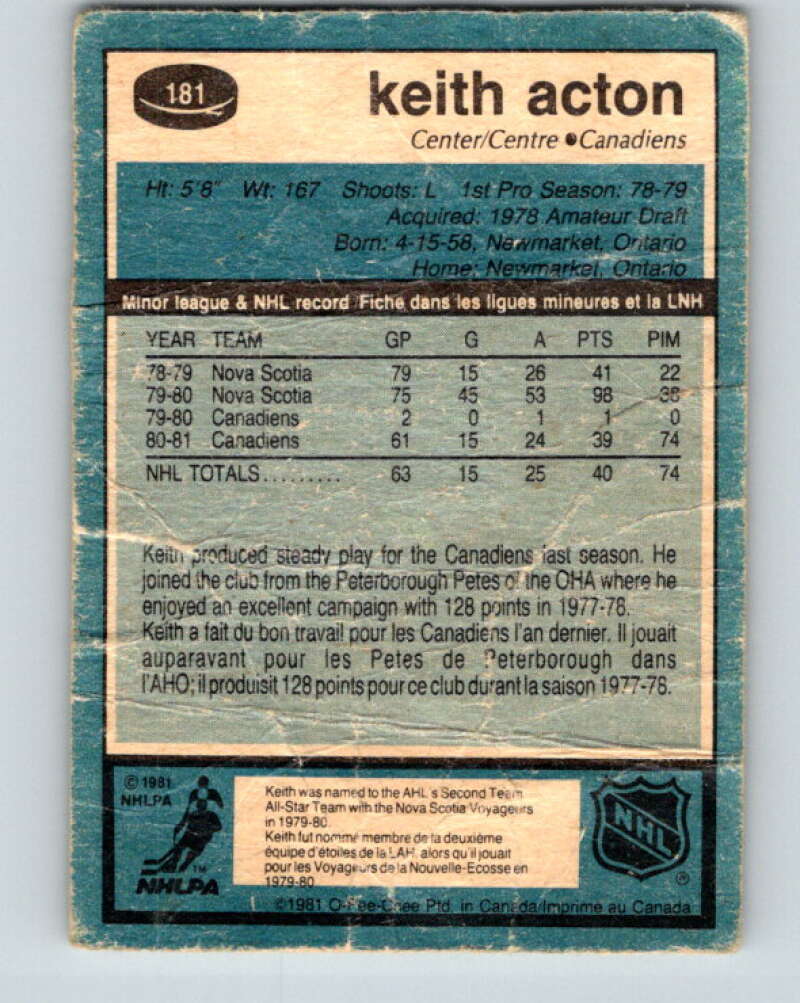 181
keith acton
Center/Centre ● Canadiens
Ht: 5'8" Wt: 167 Shoots: L 1st Pro Season: 78-79
Acquired: 1978 Amateur Draft
Born: 4-15-58, Newmarket, Ontario
Home: Newmarket, Ontario
Minor league & NHL record Fiche dans les ligues mineures et la LNH
YEAR TEAM GP G A PTS PIM
78-79 Nova Scotia 79 15 26 41 22
79-80 Nova Scotia 75 45 53 98 38
79-80 Canadiens 2 0 1 1 0
80-81 Canadiens 61 15 24 39 74
NHL TOTALS......... 63 15 25 40 74
Keith produced steady play for the Canadiens last season. He
joined the club from the Peterborough Petes of the OHA where he
enjoyed an excellent campaign with 128 points in 1977-78.
Keith a fait du bon travail pour les Canadiens l'an dernier. Il jouait
auparavant pour les Petes de Peterborough dans
l'AHO; il produisit 128 points pour ce club durant la saison 1977-78.
© 1981
NHLPA
NHLPA
TM
Keith was named to the AHL's Second Team
All-Star Team with the Nova Scotia Voyageurs
in 1979-80.
Keith fut nommé membre de la deuxième
équipe d'étoiles de la LAH alors qu'il jouait
pour les Voyageurs de la Nouvelle-Ecosse en
1979-80
NHL
®
©1981 O-Pee-Chee Ptd. in Canada/Imprime au Canada